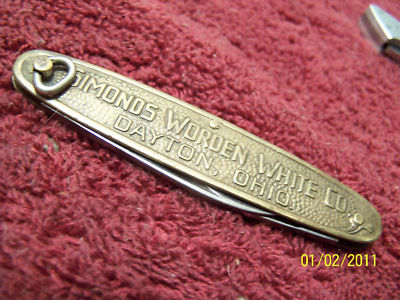 SIMONDS WORDEN WHITE CO.
DAYTON, OHIO.
01/02/2011